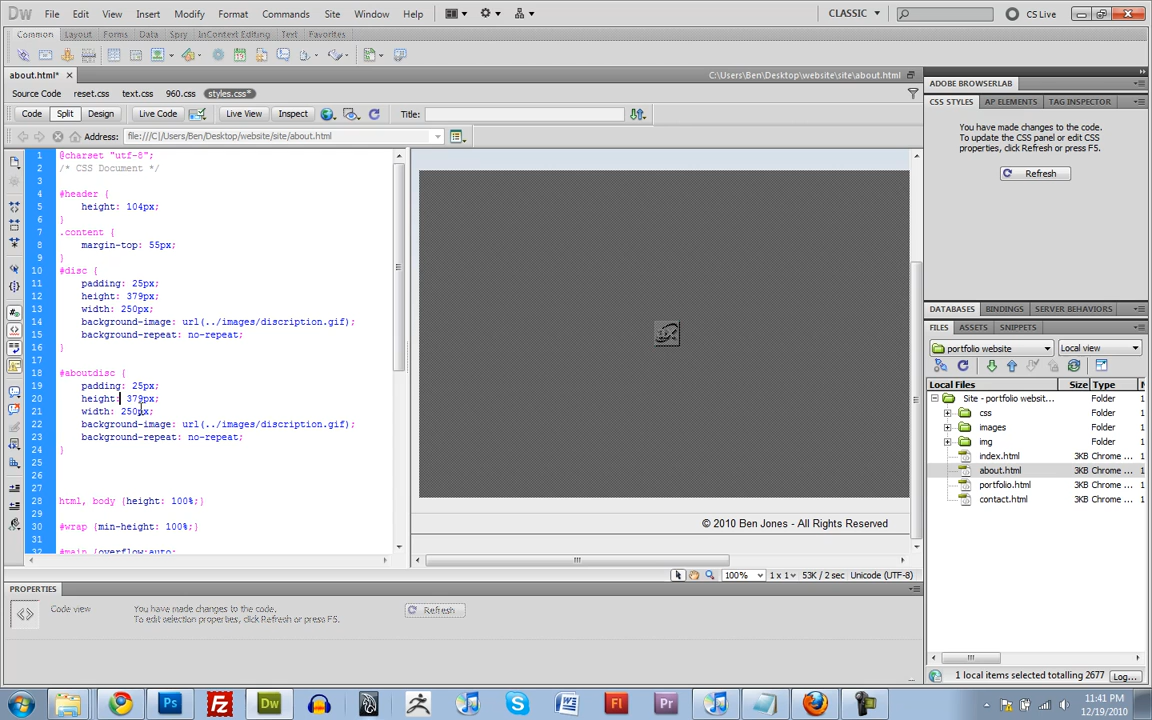 Dw File Edit View Insert Modify Format Commands Site Window Help CLASSIC CS Live
Common Layout Forms Data Spry InContext Editing Text Favorites
about.html* C:\Users\Ben\Desktop\website\site\about.html
Source Code reset.css text.css 960.css styles.css*
Code Split Design Live Code Live View Inspect Title:
Address: file:///C|/Users/Ben/Desktop/website/site/about.html
1 @charset "utf-8";
2 /* CSS Document */
3
4 #header {
5 height: 104px;
6 }
7 .content {
8 margin-top: 55px;
9 }
10 #disc {
11 padding: 25px;
12 height: 379px;
13 width: 250px;
14 background-image: url(../images/discription.gif);
15 background-repeat: no-repeat;
16 }
17
18 #aboutdisc {
19 padding: 25px;
20 height: 379px;
21 width: 250px;
22 background-image: url(../images/discription.gif);
23 background-repeat: no-repeat;
24 }
25
26
27
28 html, body {height: 100%;}
29
30 #wrap {min-height: 100%;}
31
32 #main {overflow:auto;
© 2010 Ben Jones - All Rights Reserved
100% 1 x 1 53K / 2 sec Unicode (UTF-8)
PROPERTIES
Code view
You have made changes to the code.
To edit selection properties, click Refresh or press F5.
Refresh
ADOBE BROWSERLAB
CSS STYLES AP ELEMENTS TAG INSPECTOR
You have made changes to the code.
To update the CSS panel or edit CSS
properties, click Refresh or press F5.
Refresh
DATABASES BINDINGS SERVER BEHAVIORS
FILES ASSETS SNIPPETS
portfolio website Local view
Local Files Size Type
Site - portfolio websit... Folder
css Folder
images Folder
img Folder
index.html 3KB Chrome ...
about.html 3KB Chrome ...
portfolio.html 3KB Chrome ...
contact.html 3KB Chrome ...
1 local items selected totalling 2677 Log...
Ps Fz Dw Fl Pr
11:41 PM
12/19/2010